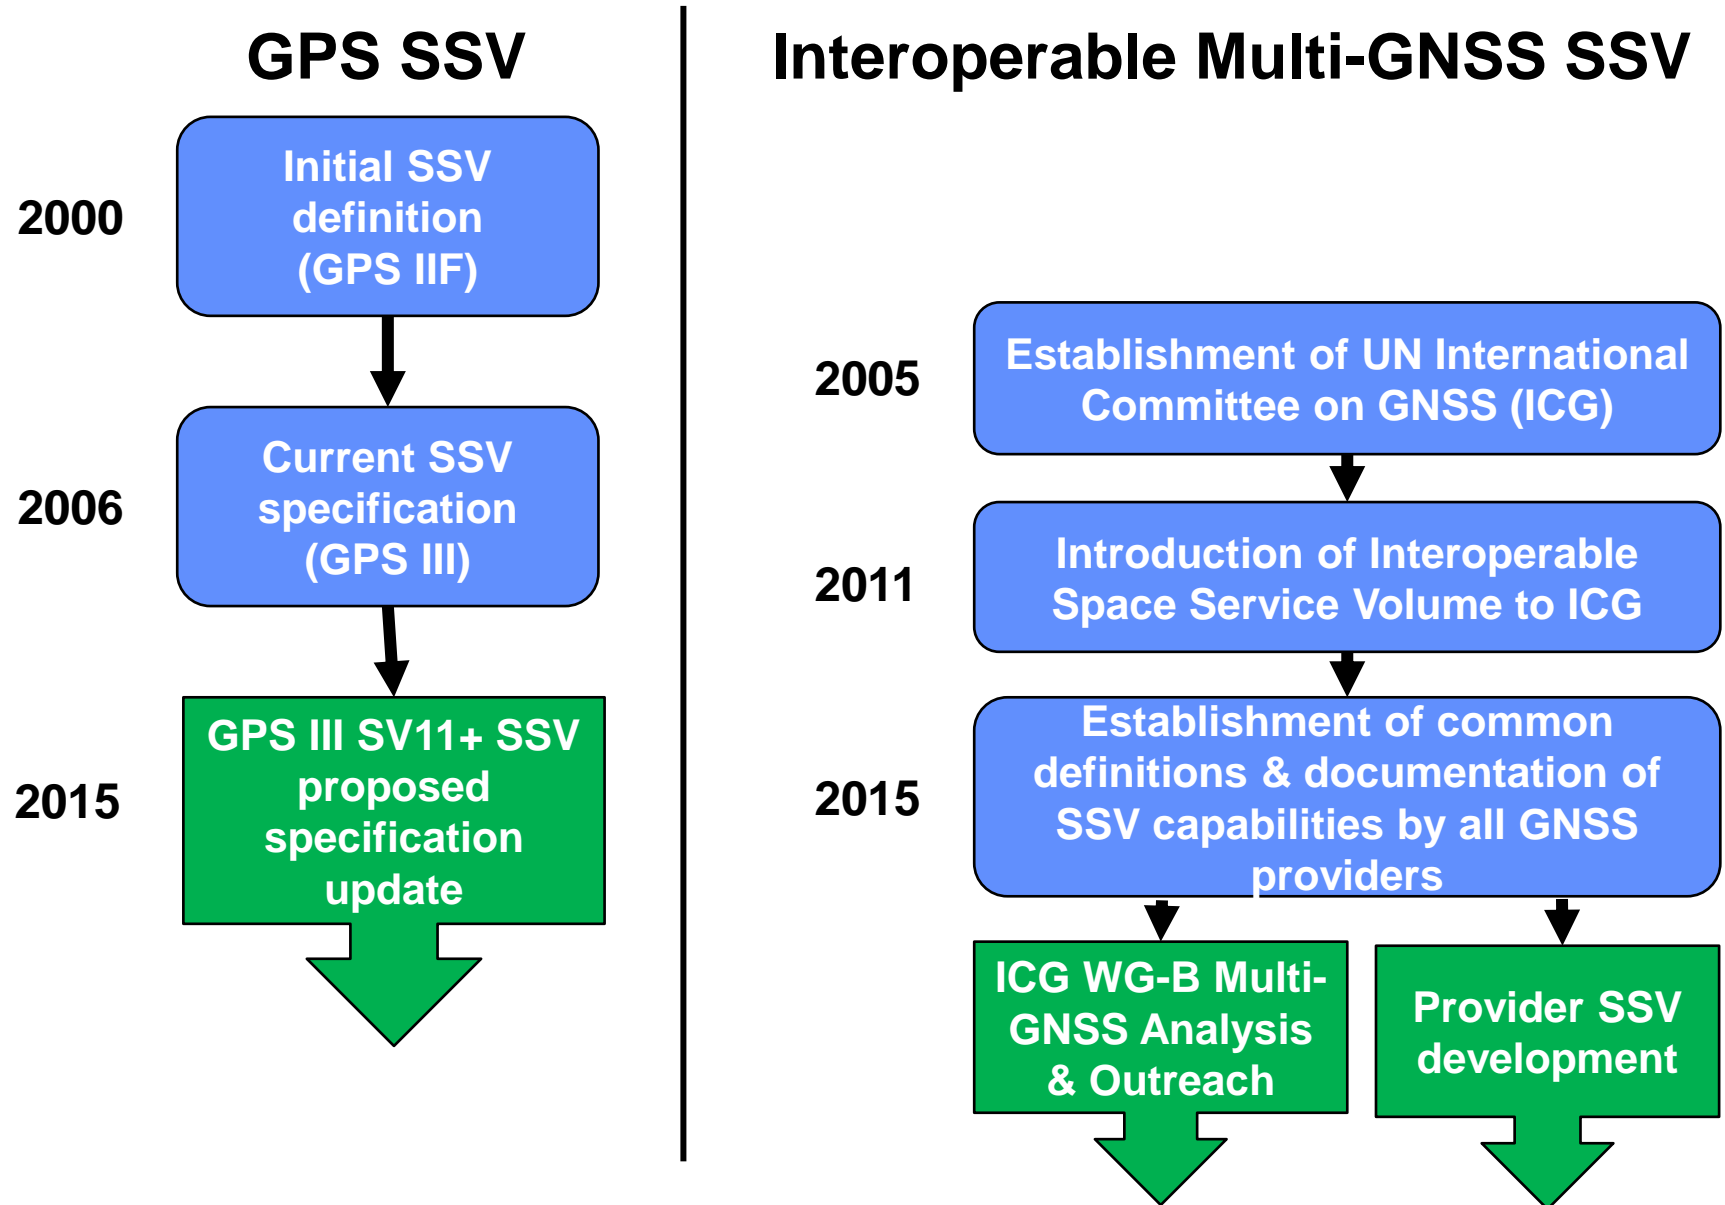 GPS SSV
2000
Initial SSV
definition
(GPS IIF)
2006
Current SSV
specification
(GPS III)
2015
GPS III SV11+ SSV
proposed
specification
update
Interoperable Multi-GNSS SSV
2005
Establishment of UN International
Committee on GNSS (ICG)
2011
Introduction of Interoperable
Space Service Volume to ICG
2015
Establishment of common
definitions & documentation of
SSV capabilities by all GNSS
providers
ICG WG-B Multi-
GNSS Analysis
& Outreach
Provider SSV
development